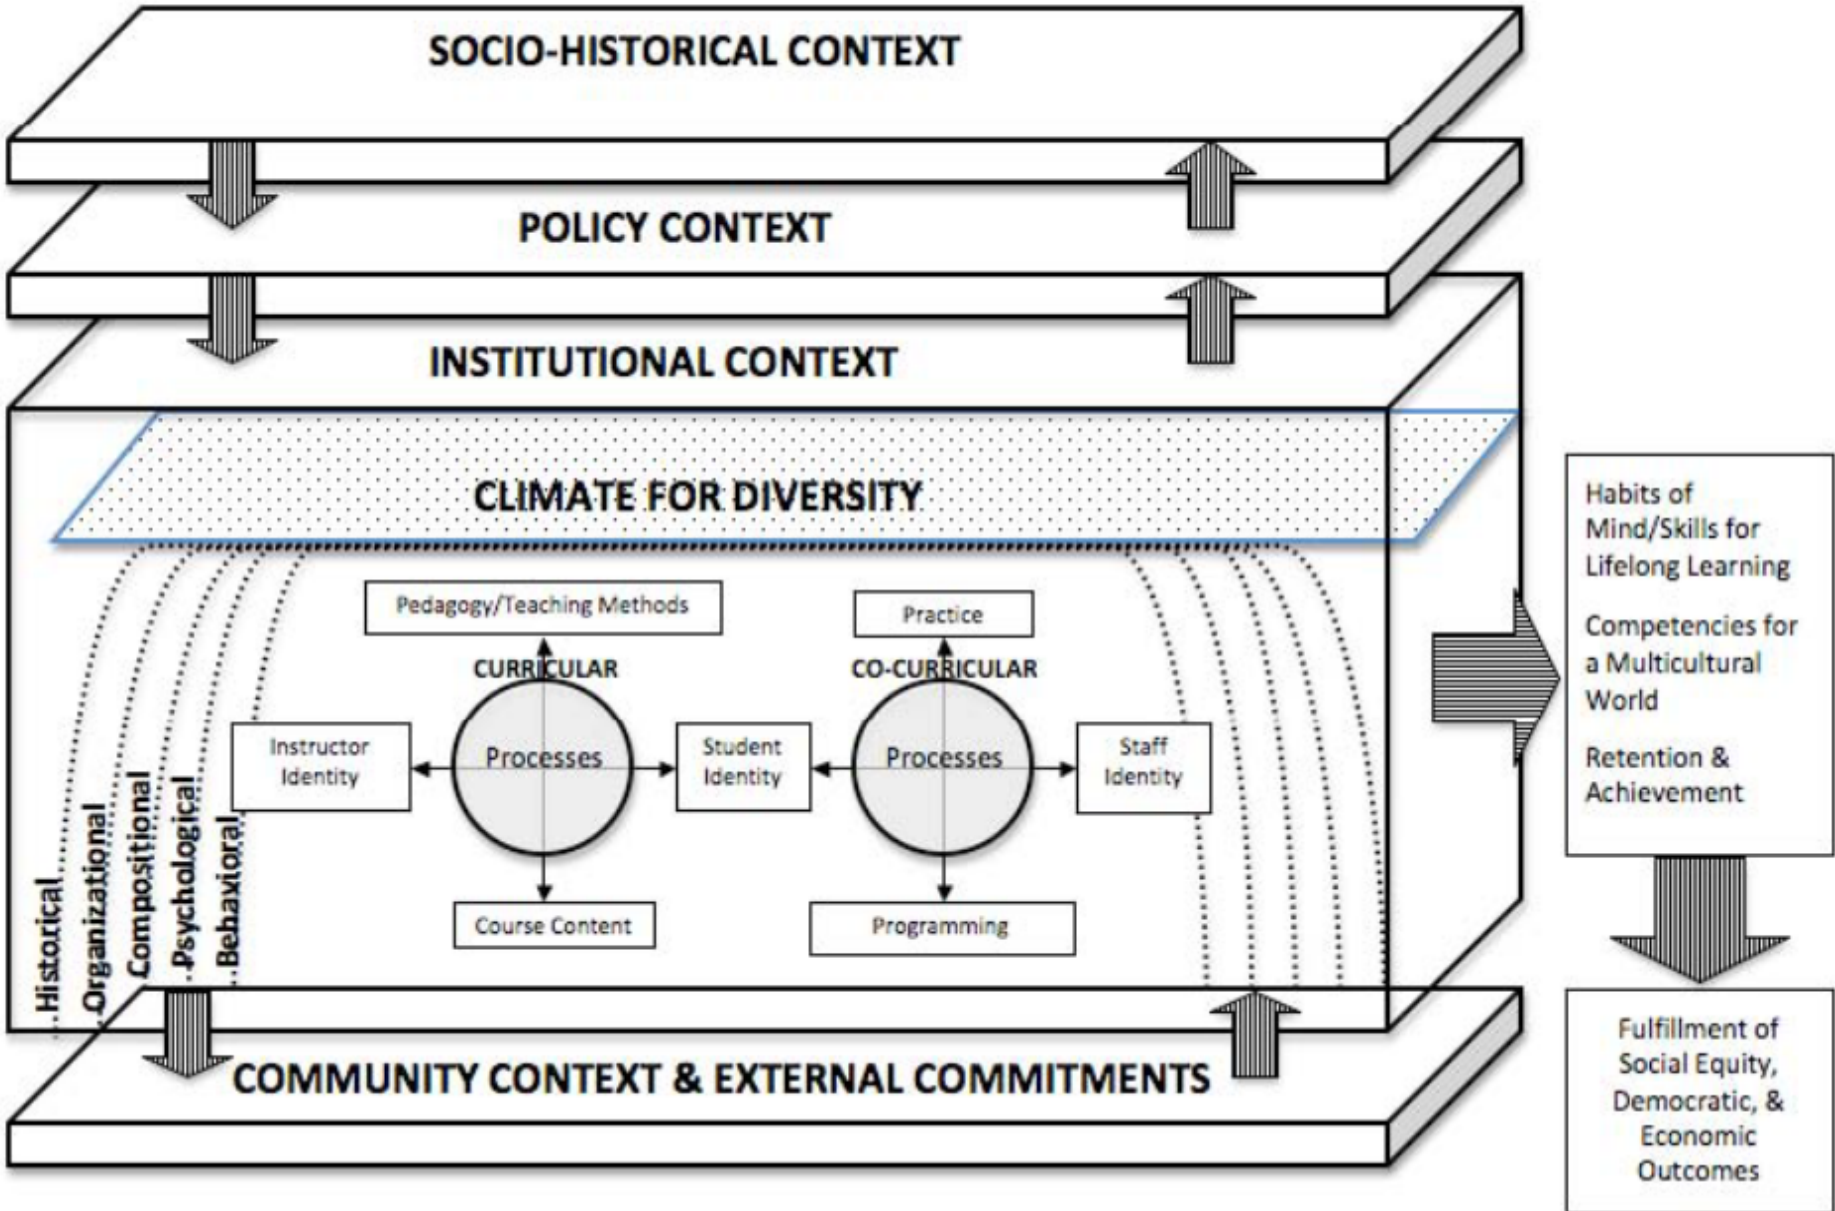 SOCIO-HISTORICAL CONTEXT
POLICY CONTEXT
INSTITUTIONAL CONTEXT
CLIMATE FOR DIVERSITY
Historical
Organizational
Compositional
Psychological
Behavioral
Pedagogy/Teaching Methods
CURRICULAR
Instructor
Identity
Processes
Student
Identity
Course Content
Practice
CO-CURRICULAR
Processes
Staff
Identity
Programming
COMMUNITY CONTEXT & EXTERNAL COMMITMENTS
Habits of
Mind/Skills for
Lifelong Learning
Competencies for
a Multicultural
World
Retention &
Achievement
Fulfillment of
Social Equity,
Democratic, &
Economic
Outcomes